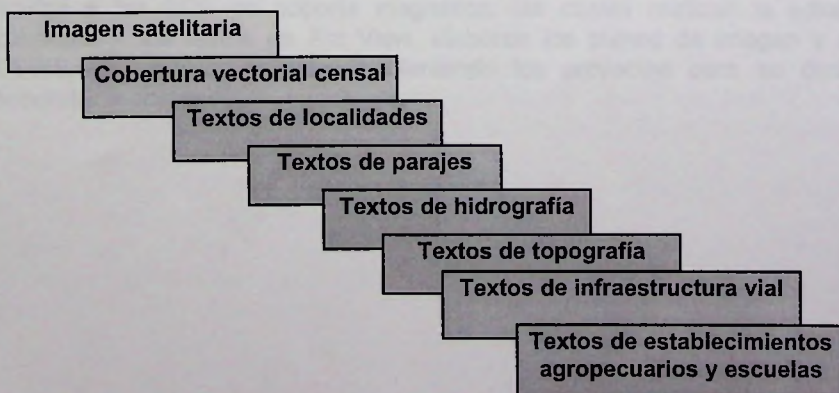 Imagen satelitaria
Cobertura vectorial censal
Textos de localidades
Textos de parajes
Textos de hidrografía
Textos de topografía
Textos de infraestructura vial
Textos de establecimientos
agropecuarios y escuelas